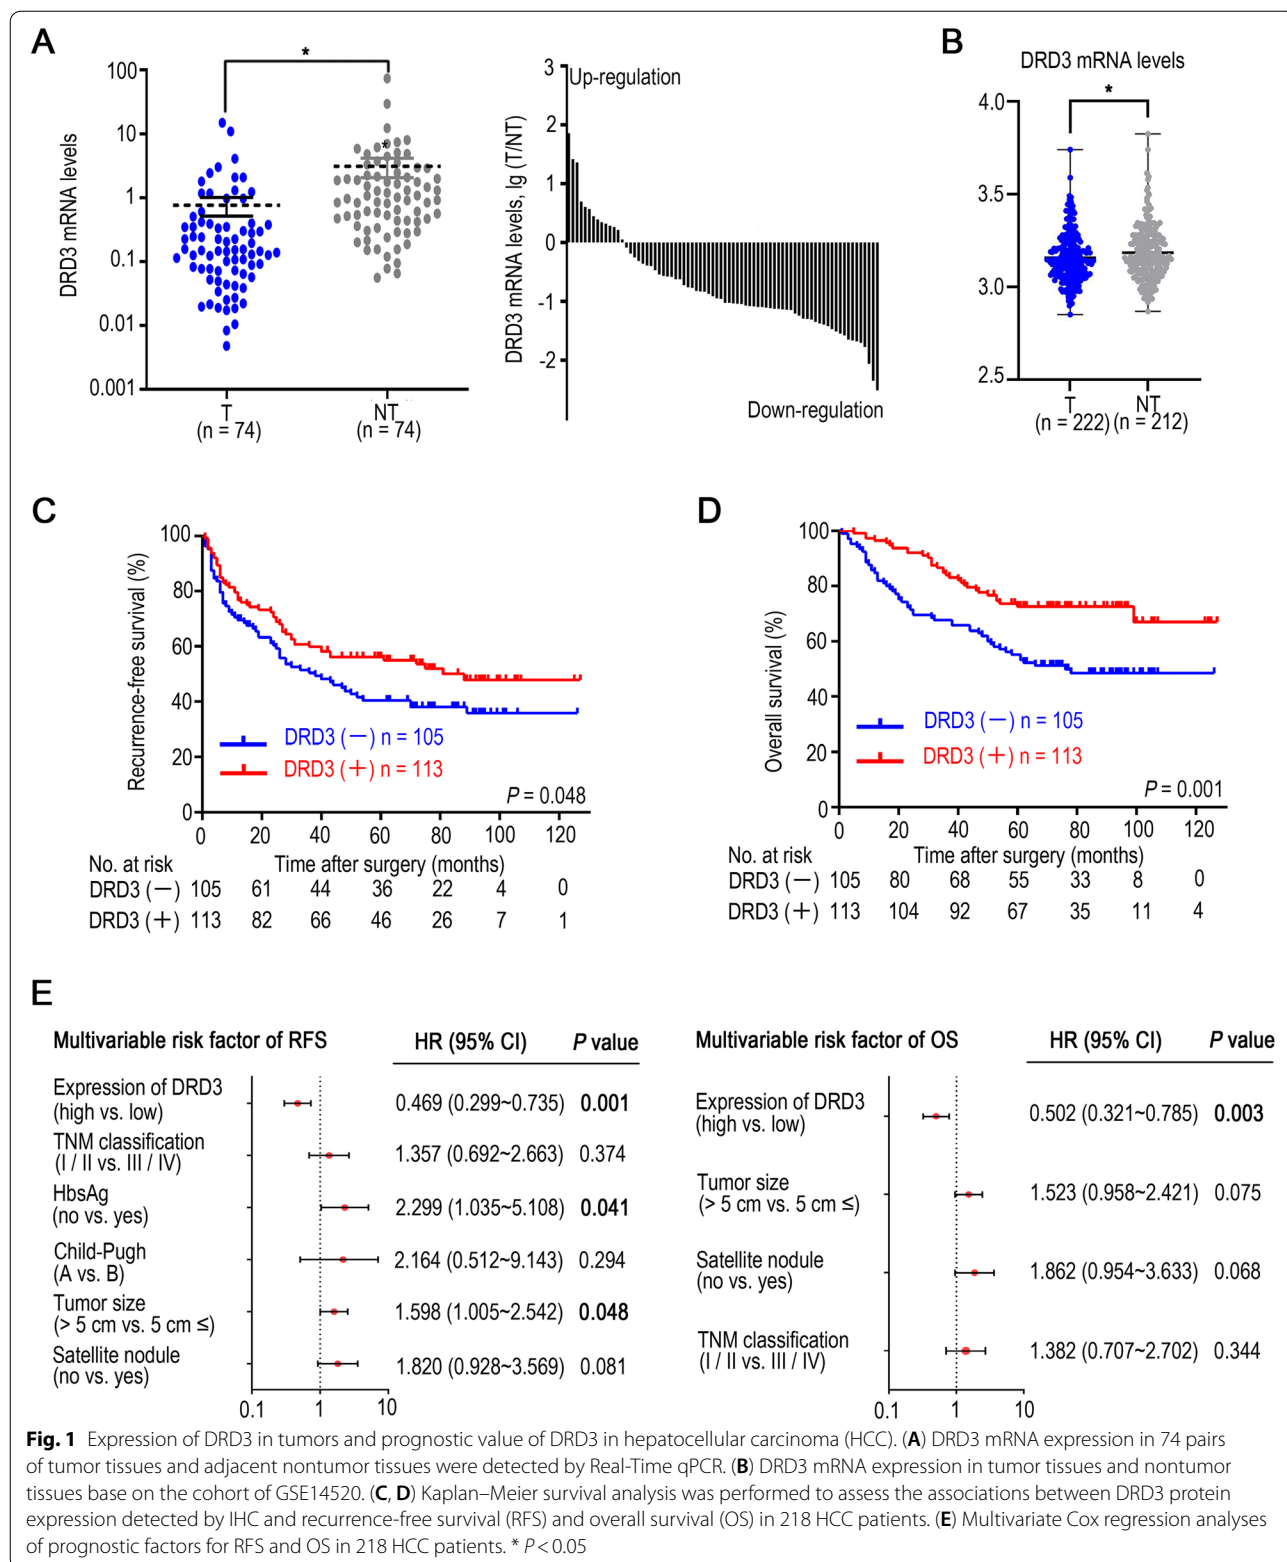 A
B
*
100
10
1
0.1
0.01
0.001
DRD3 mRNA levels
T
(n = 74)
NT
(n = 74)
*
3
2
1
0
-1
-2
DRD3 mRNA levels, lg (T/NT)
Up-regulation
Down-regulation
DRD3 mRNA levels
*
4.0
3.5
3.0
2.5
T
(n = 222)
NT
(n = 212)
C
100
80
60
40
20
0
Recurrence-free survival (%)
DRD3 (—) n = 105
DRD3 (+) n = 113
P = 0.048
0 20 40 60 80 100 120
No. at risk Time after surgery (months)
DRD3 (—) 105 61 44 36 22 4 0
DRD3 (+) 113 82 66 46 26 7 1
D
100
80
60
40
20
0
Overall survival (%)
DRD3 (—) n = 105
DRD3 (+) n = 113
P = 0.001
0 20 40 60 80 100 120
No. at risk Time after surgery (months)
DRD3 (—) 105 80 68 55 33 8 0
DRD3 (+) 113 104 92 67 35 11 4
E
Multivariable risk factor of RFS HR (95% CI) P value
Expression of DRD3
(high vs. low) 0.469 (0.299~0.735) 0.001
TNM classification
(I / II vs. III / IV) 1.357 (0.692~2.663) 0.374
HbsAg
(no vs. yes) 2.299 (1.035~5.108) 0.041
Child-Pugh
(A vs. B) 2.164 (0.512~9.143) 0.294
Tumor size
(> 5 cm vs. 5 cm ≤) 1.598 (1.005~2.542) 0.048
Satellite nodule
(no vs. yes) 1.820 (0.928~3.569) 0.081
0.1 1 10
Multivariable risk factor of OS HR (95% CI) P value
Expression of DRD3
(high vs. low) 0.502 (0.321~0.785) 0.003
Tumor size
(> 5 cm vs. 5 cm ≤) 1.523 (0.958~2.421) 0.075
Satellite nodule
(no vs. yes) 1.862 (0.954~3.633) 0.068
TNM classification
(I / II vs. III / IV) 1.382 (0.707~2.702) 0.344
0.1 1 10
Fig. 1 Expression of DRD3 in tumors and prognostic value of DRD3 in hepatocellular carcinoma (HCC). (A) DRD3 mRNA expression in 74 pairs
of tumor tissues and adjacent nontumor tissues were detected by Real-Time qPCR. (B) DRD3 mRNA expression in tumor tissues and nontumor
tissues base on the cohort of GSE14520. (C, D) Kaplan–Meier survival analysis was performed to assess the associations between DRD3 protein
expression detected by IHC and recurrence-free survival (RFS) and overall survival (OS) in 218 HCC patients. (E) Multivariate Cox regression analyses
of prognostic factors for RFS and OS in 218 HCC patients. * P < 0.05